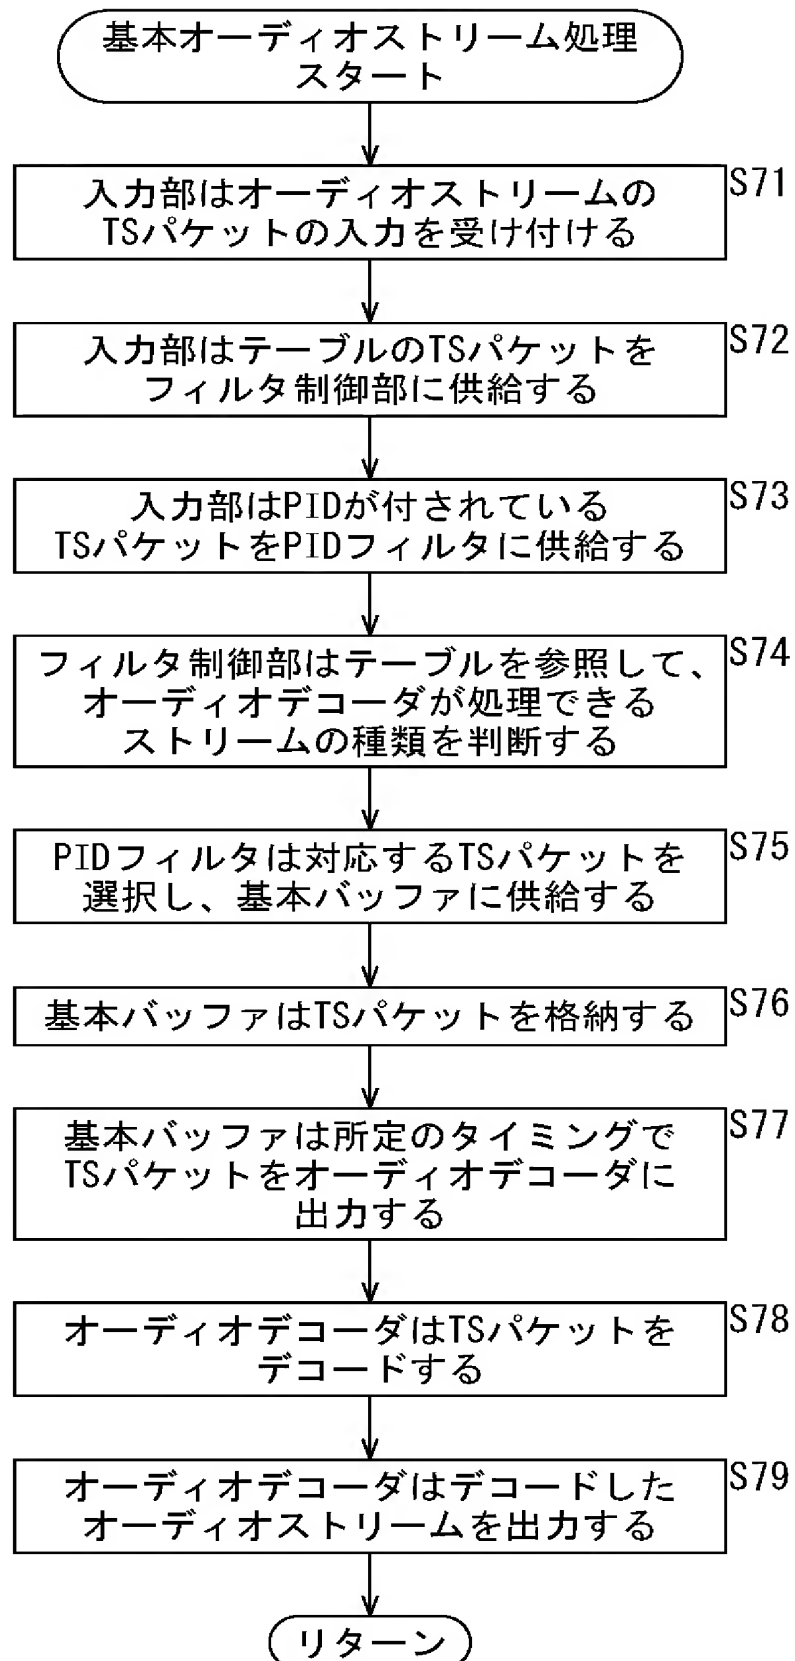 基本オーディオストリーム処理
スタート
S71
入力部はオーディオストリームの
TSパケットの入力を受け付ける
S72
入力部はテーブルのTSパケットを
フィルタ制御部に供給する
S73
入力部はPIDが付されている
TSパケットをPIDフィルタに供給する
S74
フィルタ制御部はテーブルを参照して、
オーディオデコーダが処理できる
ストリームの種類を判断する
S75
PIDフィルタは対応するTSパケットを
選択し、基本バッファに供給する
S76
基本バッファはTSパケットを格納する
S77
基本バッファは所定のタイミングで
TSパケットをオーディオデコーダに
出力する
S78
オーディオデコーダはTSパケットを
デコードする
S79
オーディオデコーダはデコードした
オーディオストリームを出力する
リターン